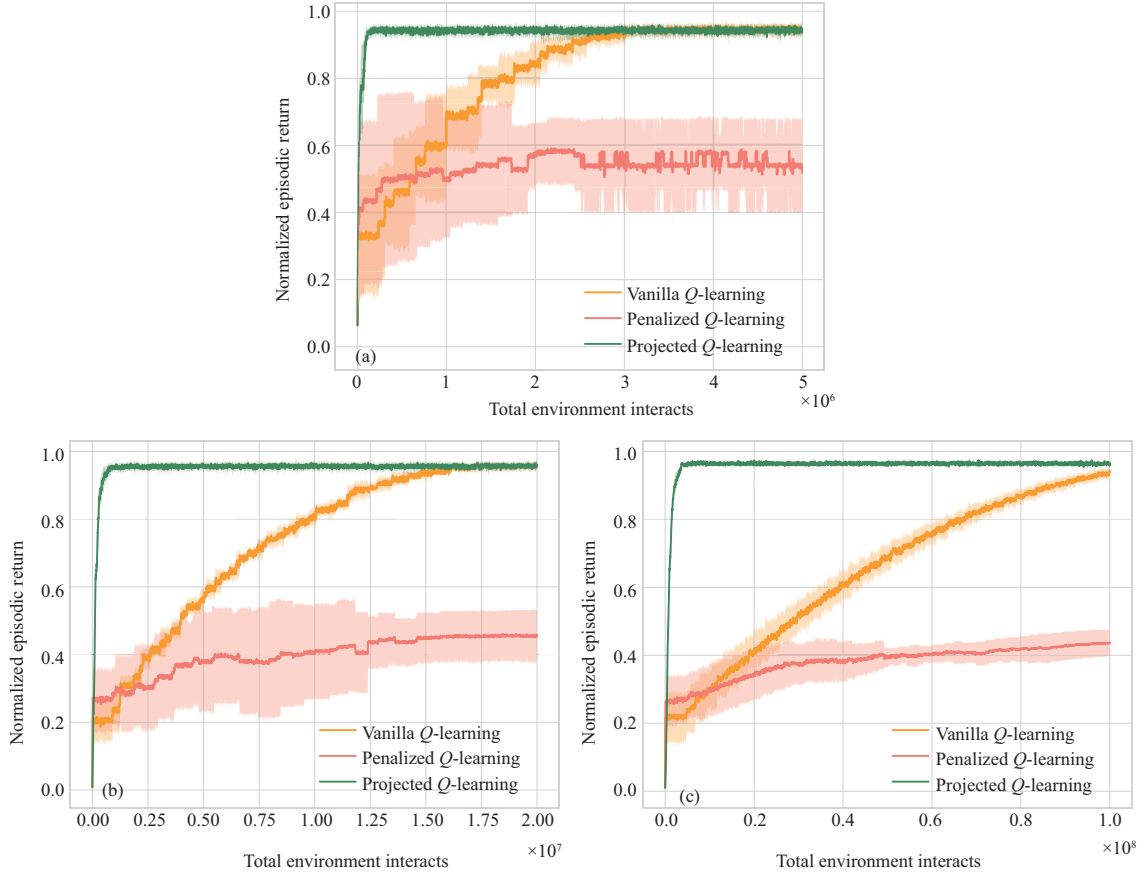 1.0
0.8
0.6
0.4
0.2
0.0
Normalized episodic return
Vanilla Q-learning
Penalized Q-learning
Projected Q-learning
(a)
0 1 2 3 4 5
×10⁶
Total environment interacts
1.0
0.8
0.6
0.4
0.2
0.0
Normalized episodic return
Vanilla Q-learning
Penalized Q-learning
Projected Q-learning
(b)
0.00 0.25 0.50 0.75 1.00 1.25 1.50 1.75 2.00
×10⁷
Total environment interacts
1.0
0.8
0.6
0.4
0.2
0.0
Normalized episodic return
Vanilla Q-learning
Penalized Q-learning
Projected Q-learning
(c)
0.0 0.2 0.4 0.6 0.8 1.0
×10⁸
Total environment interacts